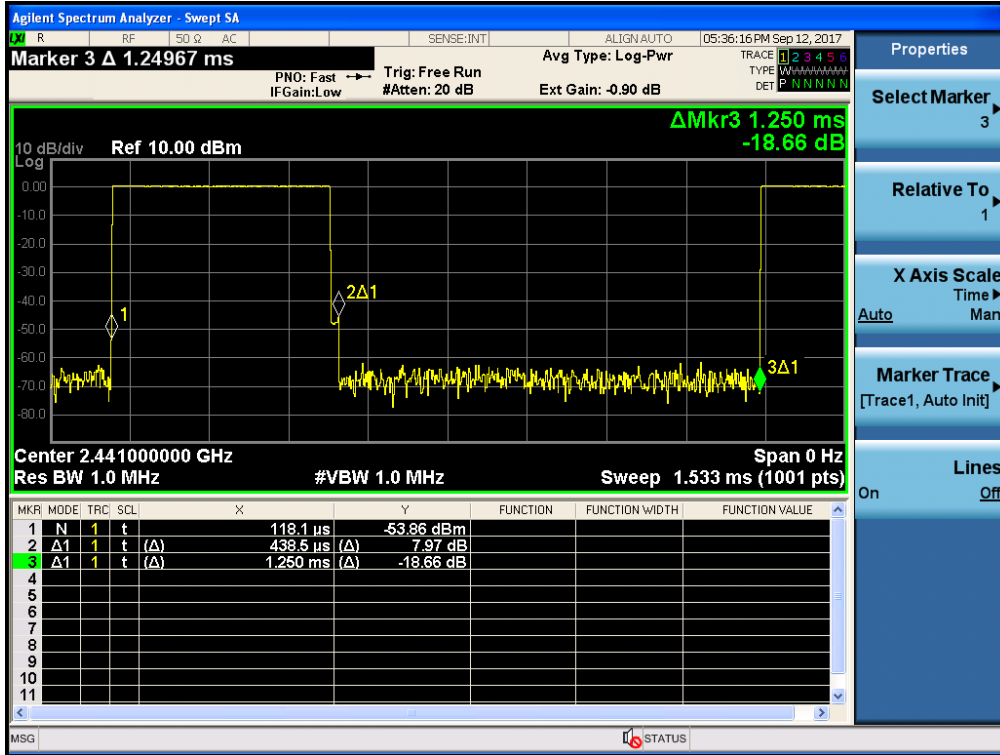 Agilent Spectrum Analyzer - Swept SA
LXI R RF 50 Ω AC SENSE:INT ALIGN AUTO 05:36:16 PM Sep 12, 2017
Marker 3 Δ 1.24967 ms
PNO: Fast
IFGain:Low
Trig: Free Run
#Atten: 20 dB
Avg Type: Log-Pwr
Ext Gain: -0.90 dB
TRACE 1 2 3 4 5 6
TYPE W
DET P N N N N N
ΔMkr3 1.250 ms
-18.66 dB
10 dB/div Ref 10.00 dBm
Log
0.00
-10.0
-20.0
-30.0
-40.0
-50.0
-60.0
-70.0
-80.0
1
2Δ1
3Δ1
Center 2.441000000 GHz Span 0 Hz
Res BW 1.0 MHz #VBW 1.0 MHz Sweep 1.533 ms (1001 pts)
MKR MODE TRC SCL X Y FUNCTION FUNCTION WIDTH FUNCTION VALUE
1 N 1 t 118.1 µs -53.86 dBm
2 Δ1 1 t (Δ) 438.5 µs (Δ) 7.97 dB
3 Δ1 1 t (Δ) 1.250 ms (Δ) -18.66 dB
4
5
6
7
8
9
10
11
MSG STATUS
Properties
Select Marker
3
Relative To
1
X Axis Scale
Time
Auto Man
Marker Trace
[Trace1, Auto Init]
Lines
On Off